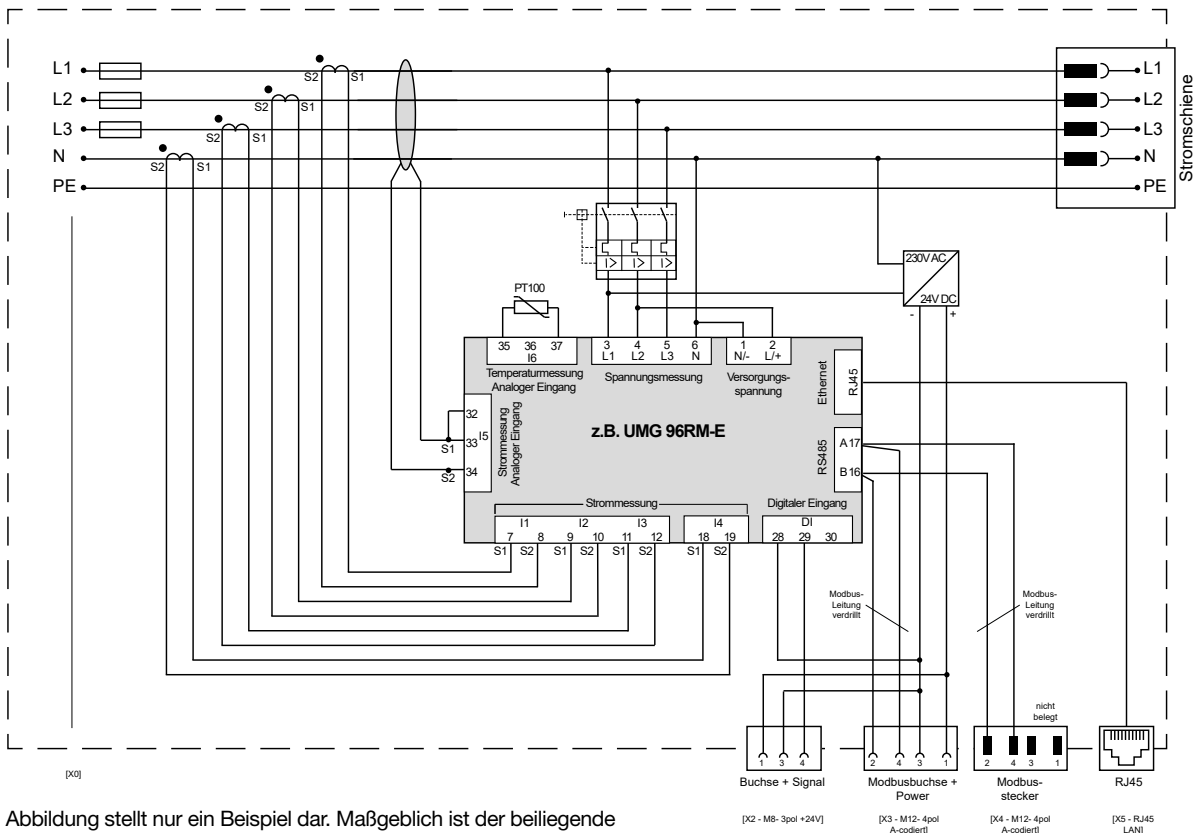 L1
L2
L3
N
PE
S2 S1
S2 S1
S2 S1
S2 S1
L1
L2
L3
N
PE
Stromschiene
230V AC
24V DC
- +
PT100
35 36 37
I6
Temperaturmessung
Analoger Eingang
3 4 5 6
L1 L2 L3 N
Spannungsmessung
1 2
N/- L/+
Versorgungs-
spannung
Ethernet
RJ45
32
33
34
I5
S1
S2
Strommessung
Analoger Eingang
z.B. UMG 96RM-E
RS485
A 17
B 16
Strommessung
I1 I2 I3 I4
7 8 9 10 11 12 18 19
S1 S2 S1 S2 S1 S2 S1 S2
Digitaler Eingang
DI
28 29 30
Modbus-
Leitung
verdrillt
Modbus-
Leitung
verdrillt
nicht
belegt
1 3 4
2 4 3 1
2 4 3 1
Buchse + Signal
Modbusbuchse +
Power
Modbus-
stecker
RJ45
[X0]
[X2 - M8- 3pol +24V]
[X3 - M12- 4pol
A-codiert]
[X4 - M12- 4pol
A-codiert]
[X5 - RJ45
LAN]
Abbildung stellt nur ein Beispiel dar. Maßgeblich ist der beiliegende